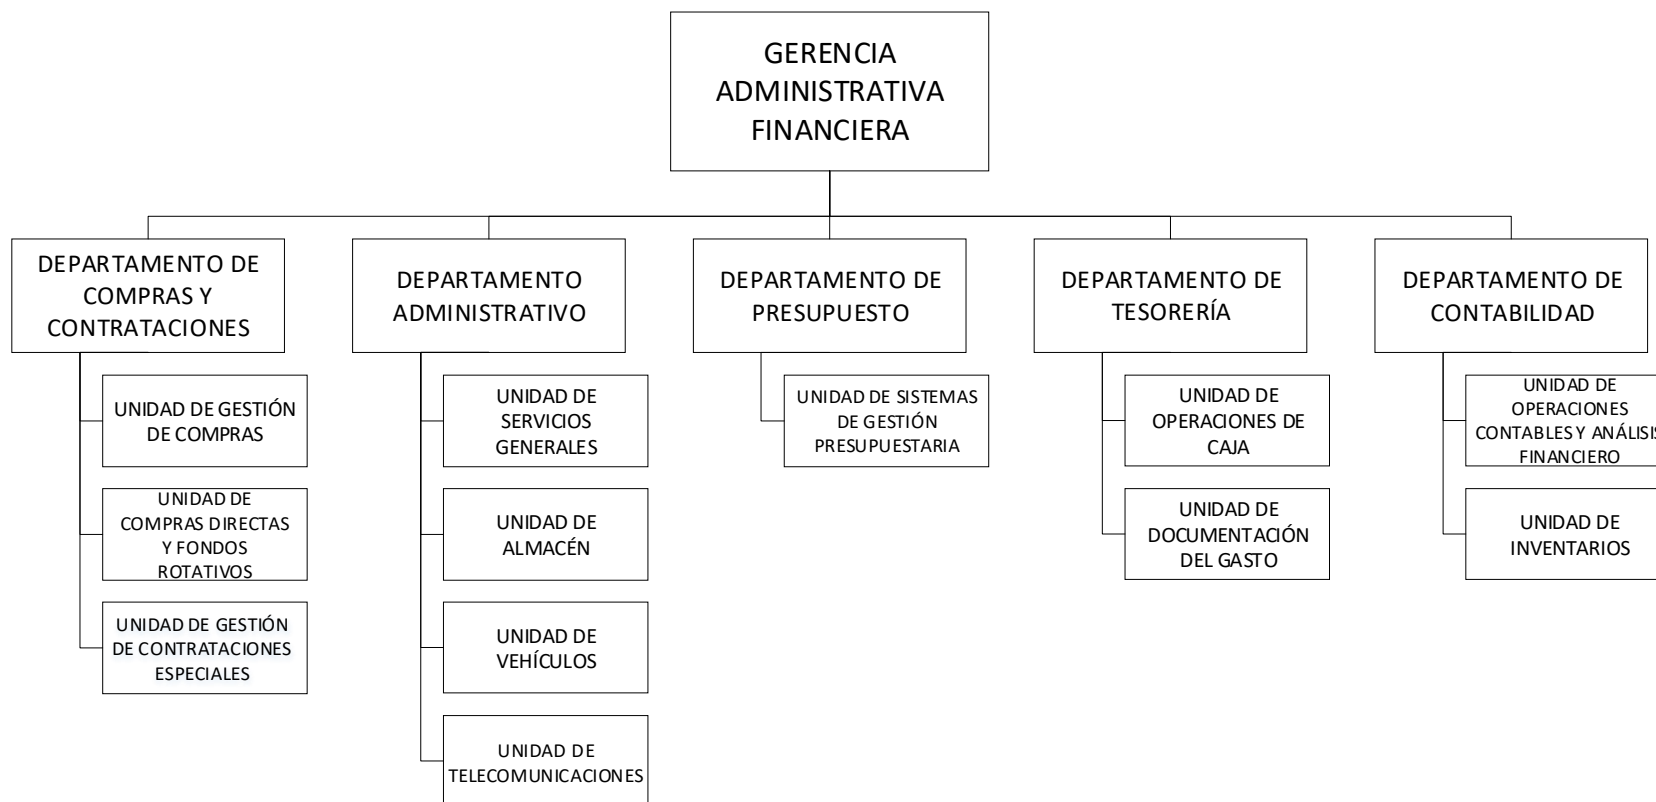 GERENCIA
ADMINISTRATIVA
FINANCIERA
DEPARTAMENTO DE
COMPRAS Y
CONTRATACIONES
UNIDAD DE GESTIÓN
DE COMPRAS
UNIDAD DE
COMPRAS DIRECTAS
Y FONDOS
ROTATIVOS
UNIDAD DE GESTIÓN
DE CONTRATACIONES
ESPECIALES
DEPARTAMENTO
ADMINISTRATIVO
UNIDAD DE
SERVICIOS
GENERALES
UNIDAD DE
ALMACÉN
UNIDAD DE
VEHÍCULOS
UNIDAD DE
TELECOMUNICACIONES
DEPARTAMENTO DE
PRESUPUESTO
UNIDAD DE SISTEMAS
DE GESTIÓN
PRESUPUESTARIA
DEPARTAMENTO DE
TESORERÍA
UNIDAD DE
OPERACIONES DE
CAJA
UNIDAD DE
DOCUMENTACIÓN
DEL GASTO
DEPARTAMENTO DE
CONTABILIDAD
UNIDAD DE
OPERACIONES
CONTABLES Y ANÁLISIS
FINANCIERO
UNIDAD DE
INVENTARIOS